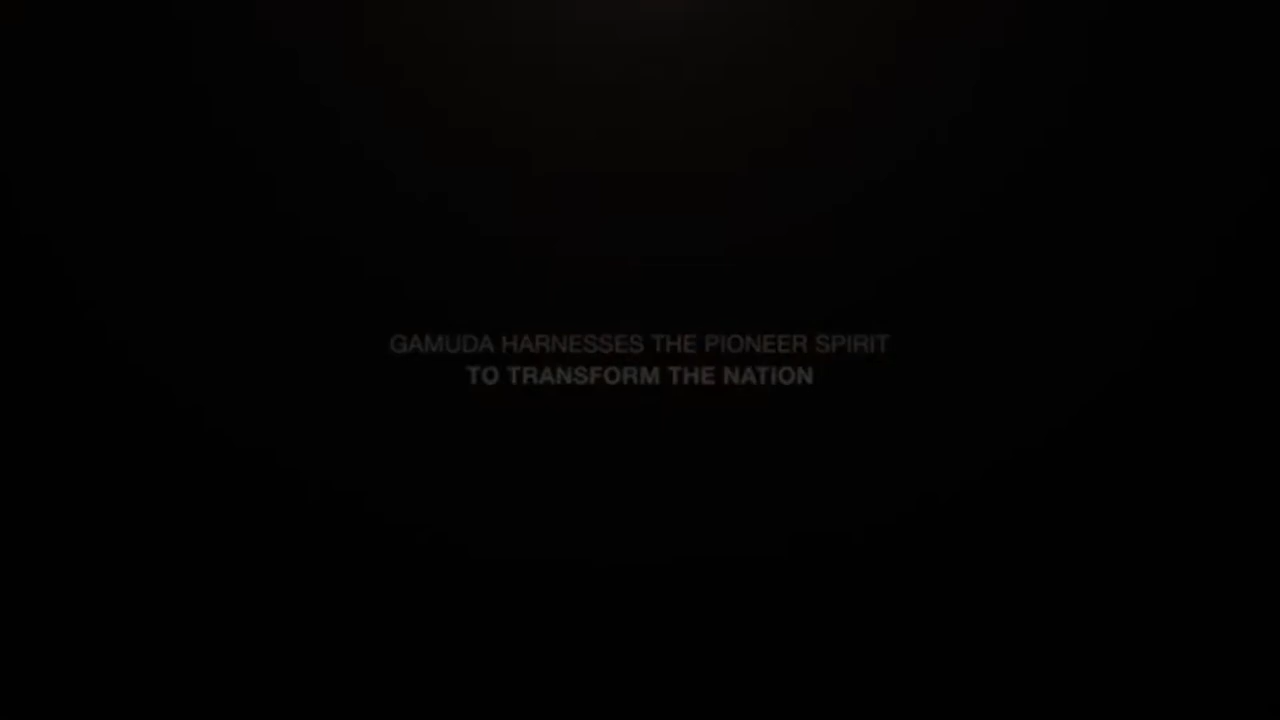 GAMUDA HARNESSES THE PIONEER SPIRIT
TO TRANSFORM THE NATION